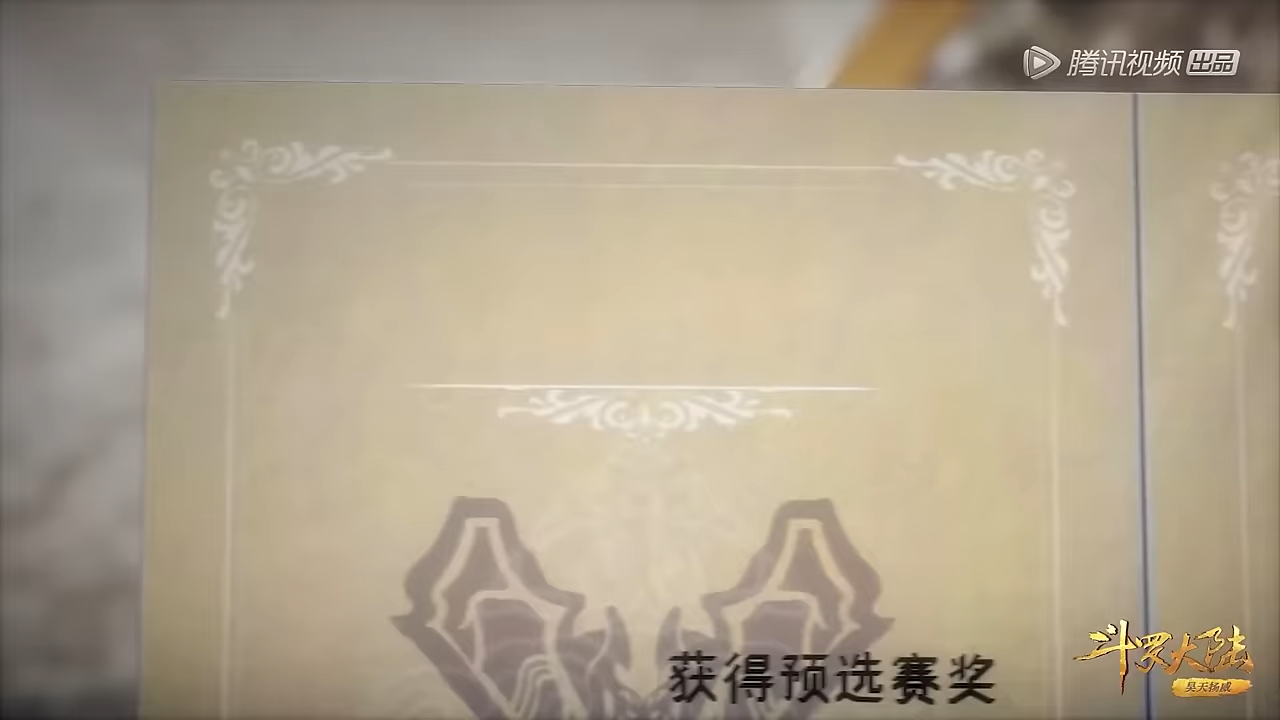 腾讯视频 出品
获得预选赛奖
斗罗大陆
昊天扬威